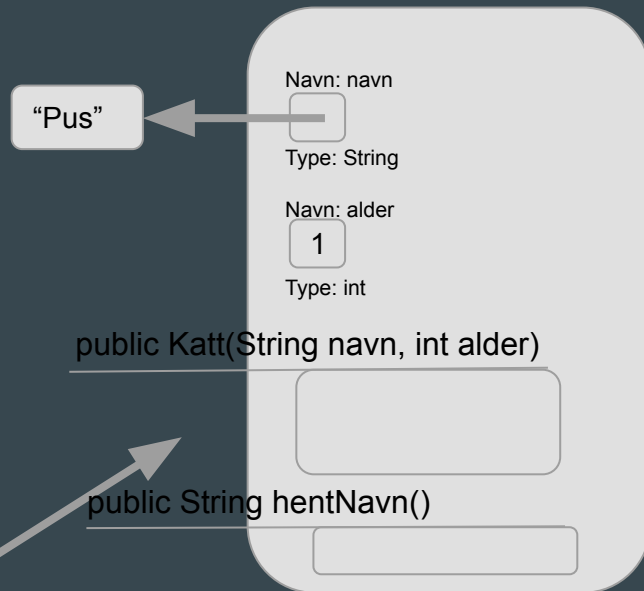 Navn: navn
“Pus”
Type: String
Navn: alder
1
Type: int
public Katt(String navn, int alder)
public String hentNavn()